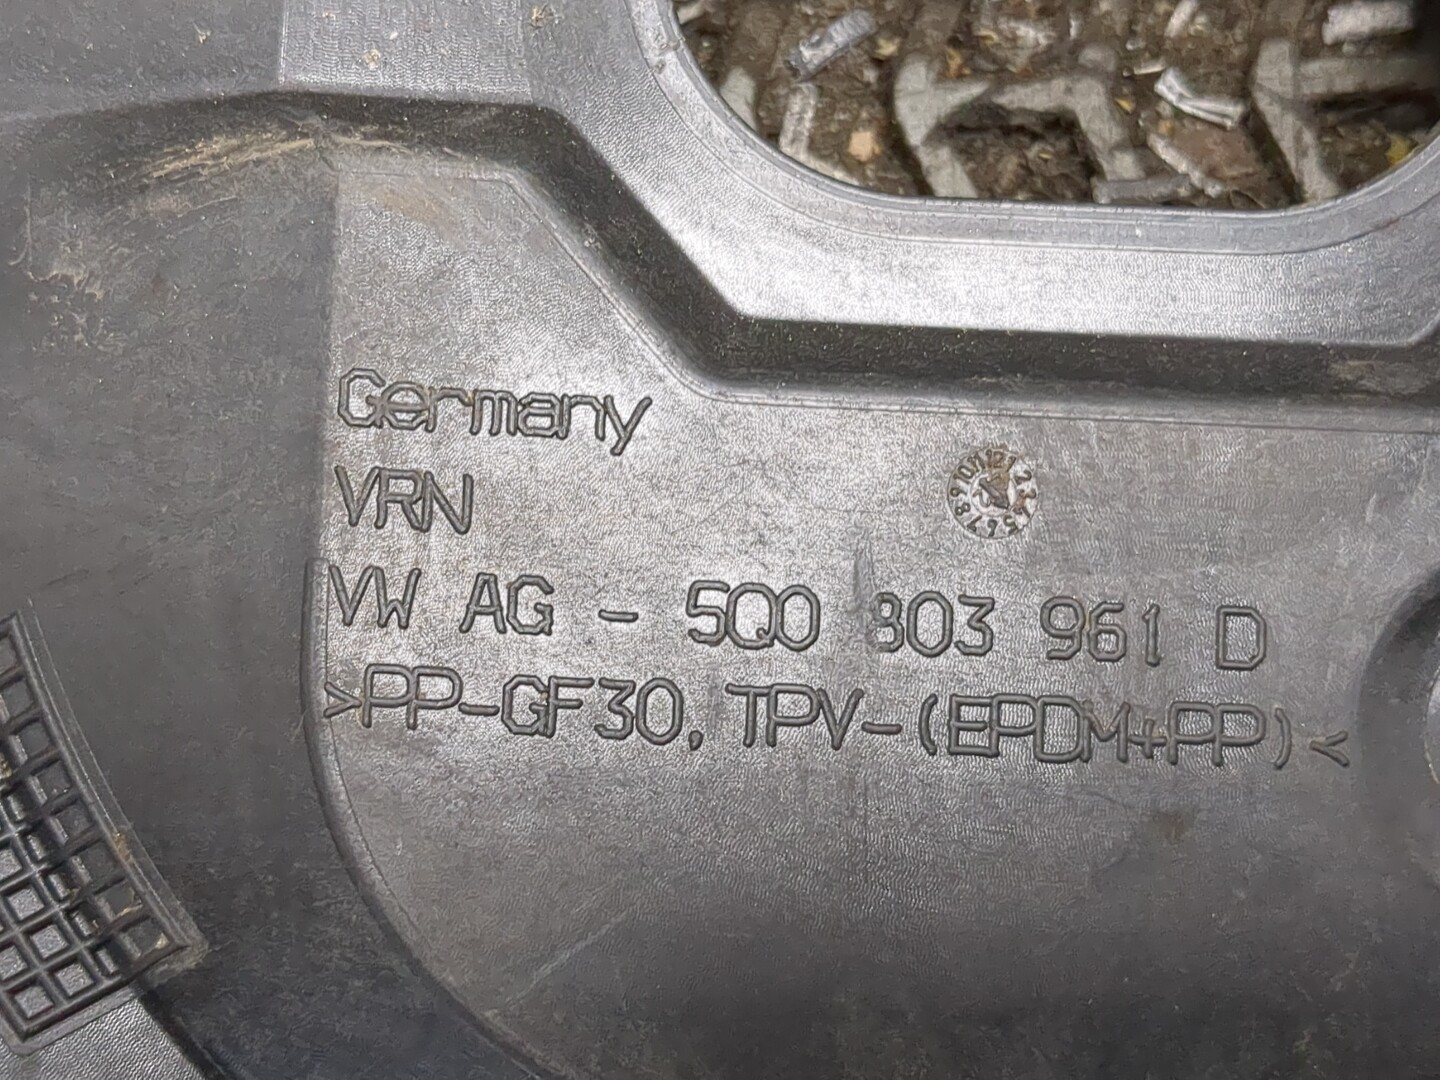 Germany
VRN
VW AG - 5Q0 803 961 D
>PP-GF30, TPV-(EPDM+PP)<